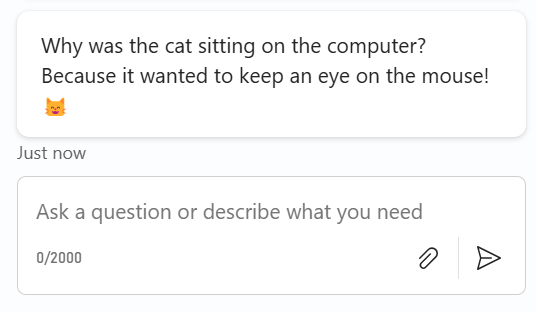 Why was the cat sitting on the computer?
Because it wanted to keep an eye on the mouse!
😸
Just now
Ask a question or describe what you need
0/2000